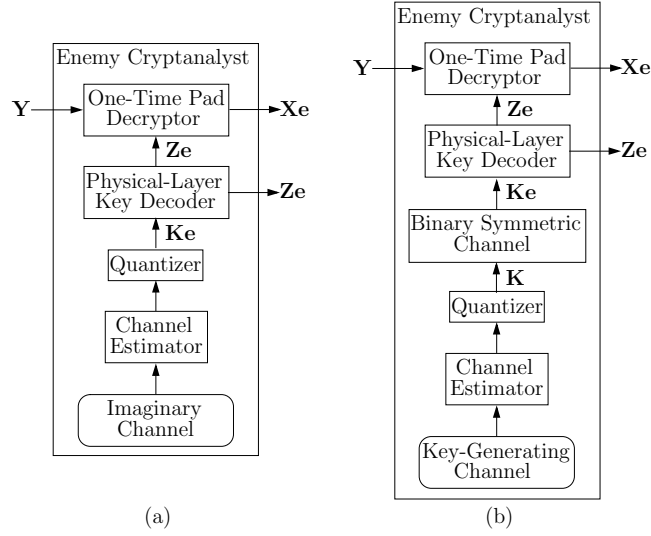 Enemy Cryptanalyst
Y
One-Time Pad
Decryptor
Xe
Ze
Physical-Layer
Key Decoder
Ze
Ke
Quantizer
Channel
Estimator
Imaginary
Channel
(a)
Enemy Cryptanalyst
Y
One-Time Pad
Decryptor
Xe
Ze
Physical-Layer
Key Decoder
Ze
Ke
Binary Symmetric
Channel
K
Quantizer
Channel
Estimator
Key-Generating
Channel
(b)